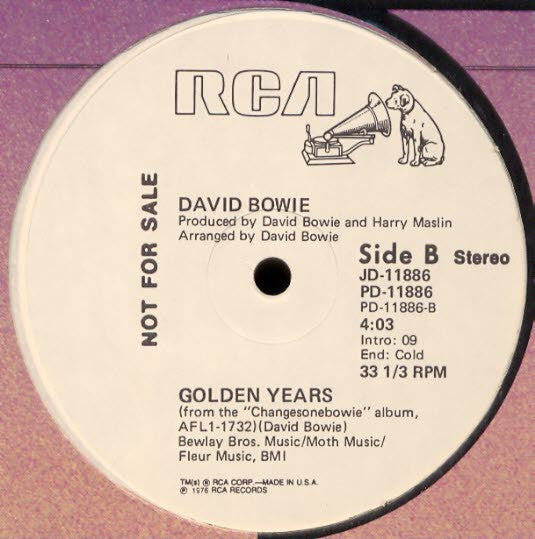 RCA
NOT FOR SALE
DAVID BOWIE
Produced by David Bowie and Harry Maslin
Arranged by David Bowie
Side B Stereo
JD-11886
PD-11886
PD-11886-B
4:03
Intro: 09
End: Cold
33 1/3 RPM
GOLDEN YEARS
(from the "Changesonebowie" album,
AFL1-1732)(David Bowie)
Bewlay Bros. Music/Moth Music/
Fleur Music, BMI
TM(s) ® RCA CORP.—MADE IN U.S.A.
℗ 1976 RCA RECORDS